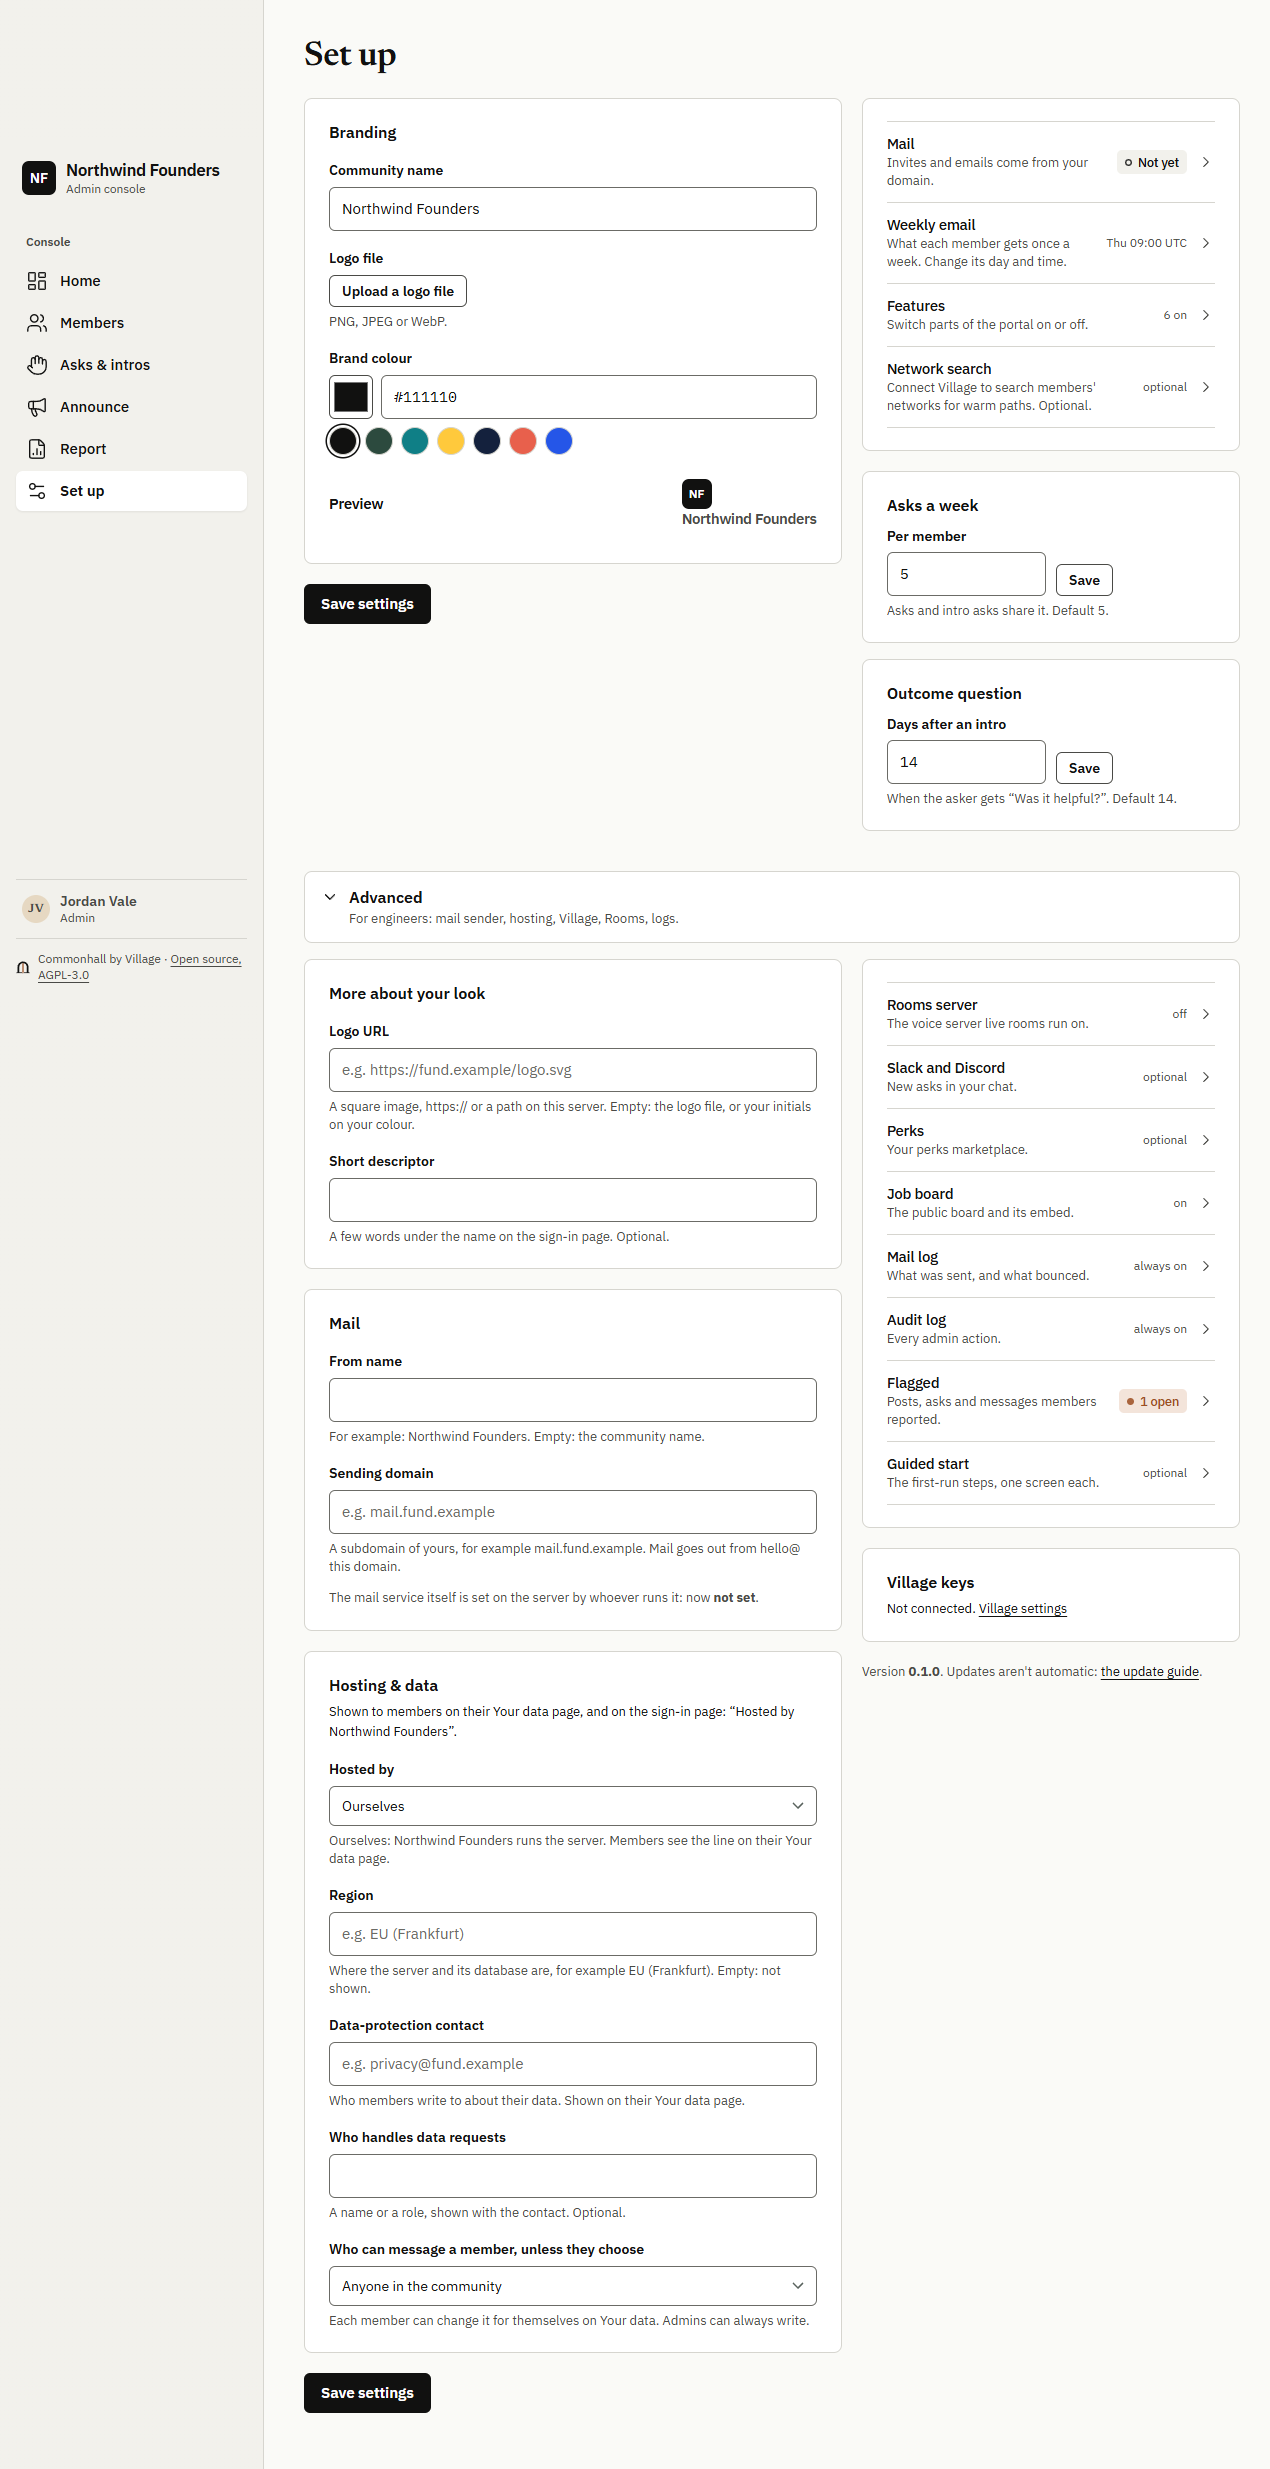 NF
Northwind Founders
Admin console
Console
Home
Members
Asks & intros
Announce
Report
Set up
Jordan Vale
JV
Admin
Commonhall by Village · Open source,
AGPL-3.0
Set up
Branding
Community name
Northwind Founders
Logo file
Upload a logo file
PNG, JPEG or WebP.
Brand colour
#111110
Preview
NF
Northwind Founders
Save settings
Mail
Invites and emails come from your
domain.
Not yet
Weekly email
What each member gets once a
week. Change its day and time.
Thu 09:00 UTC
Features
Switch parts of the portal on or off.
6 on
Network search
Connect Village to search members'
networks for warm paths. Optional.
optional
Asks a week
Per member
5
Save
Asks and intro asks share it. Default 5.
Outcome question
Days after an intro
14
Save
When the asker gets “Was it helpful?”. Default 14.
Advanced
For engineers: mail sender, hosting, Village, Rooms, logs.
More about your look
Logo URL
e.g. https://fund.example/logo.svg
A square image, https:// or a path on this server. Empty: the logo file, or your initials
on your colour.
Short descriptor
A few words under the name on the sign-in page. Optional.
Mail
From name
For example: Northwind Founders. Empty: the community name.
Sending domain
e.g. mail.fund.example
A subdomain of yours, for example mail.fund.example. Mail goes out from hello@
this domain.
The mail service itself is set on the server by whoever runs it: now not set.
Hosting & data
Shown to members on their Your data page, and on the sign-in page: “Hosted by
Northwind Founders”.
Hosted by
Ourselves
Ourselves: Northwind Founders runs the server. Members see the line on their Your
data page.
Region
e.g. EU (Frankfurt)
Where the server and its database are, for example EU (Frankfurt). Empty: not
shown.
Data-protection contact
e.g. privacy@fund.example
Who members write to about their data. Shown on their Your data page.
Who handles data requests
A name or a role, shown with the contact. Optional.
Who can message a member, unless they choose
Anyone in the community
Each member can change it for themselves on Your data. Admins can always write.
Save settings
Rooms server
The voice server live rooms run on.
off
Slack and Discord
New asks in your chat.
optional
Perks
Your perks marketplace.
optional
Job board
The public board and its embed.
on
Mail log
What was sent, and what bounced.
always on
Audit log
Every admin action.
always on
Flagged
Posts, asks and messages members
reported.
1 open
Guided start
The first-run steps, one screen each.
optional
Village keys
Not connected. Village settings
Version 0.1.0. Updates aren't automatic: the update guide.